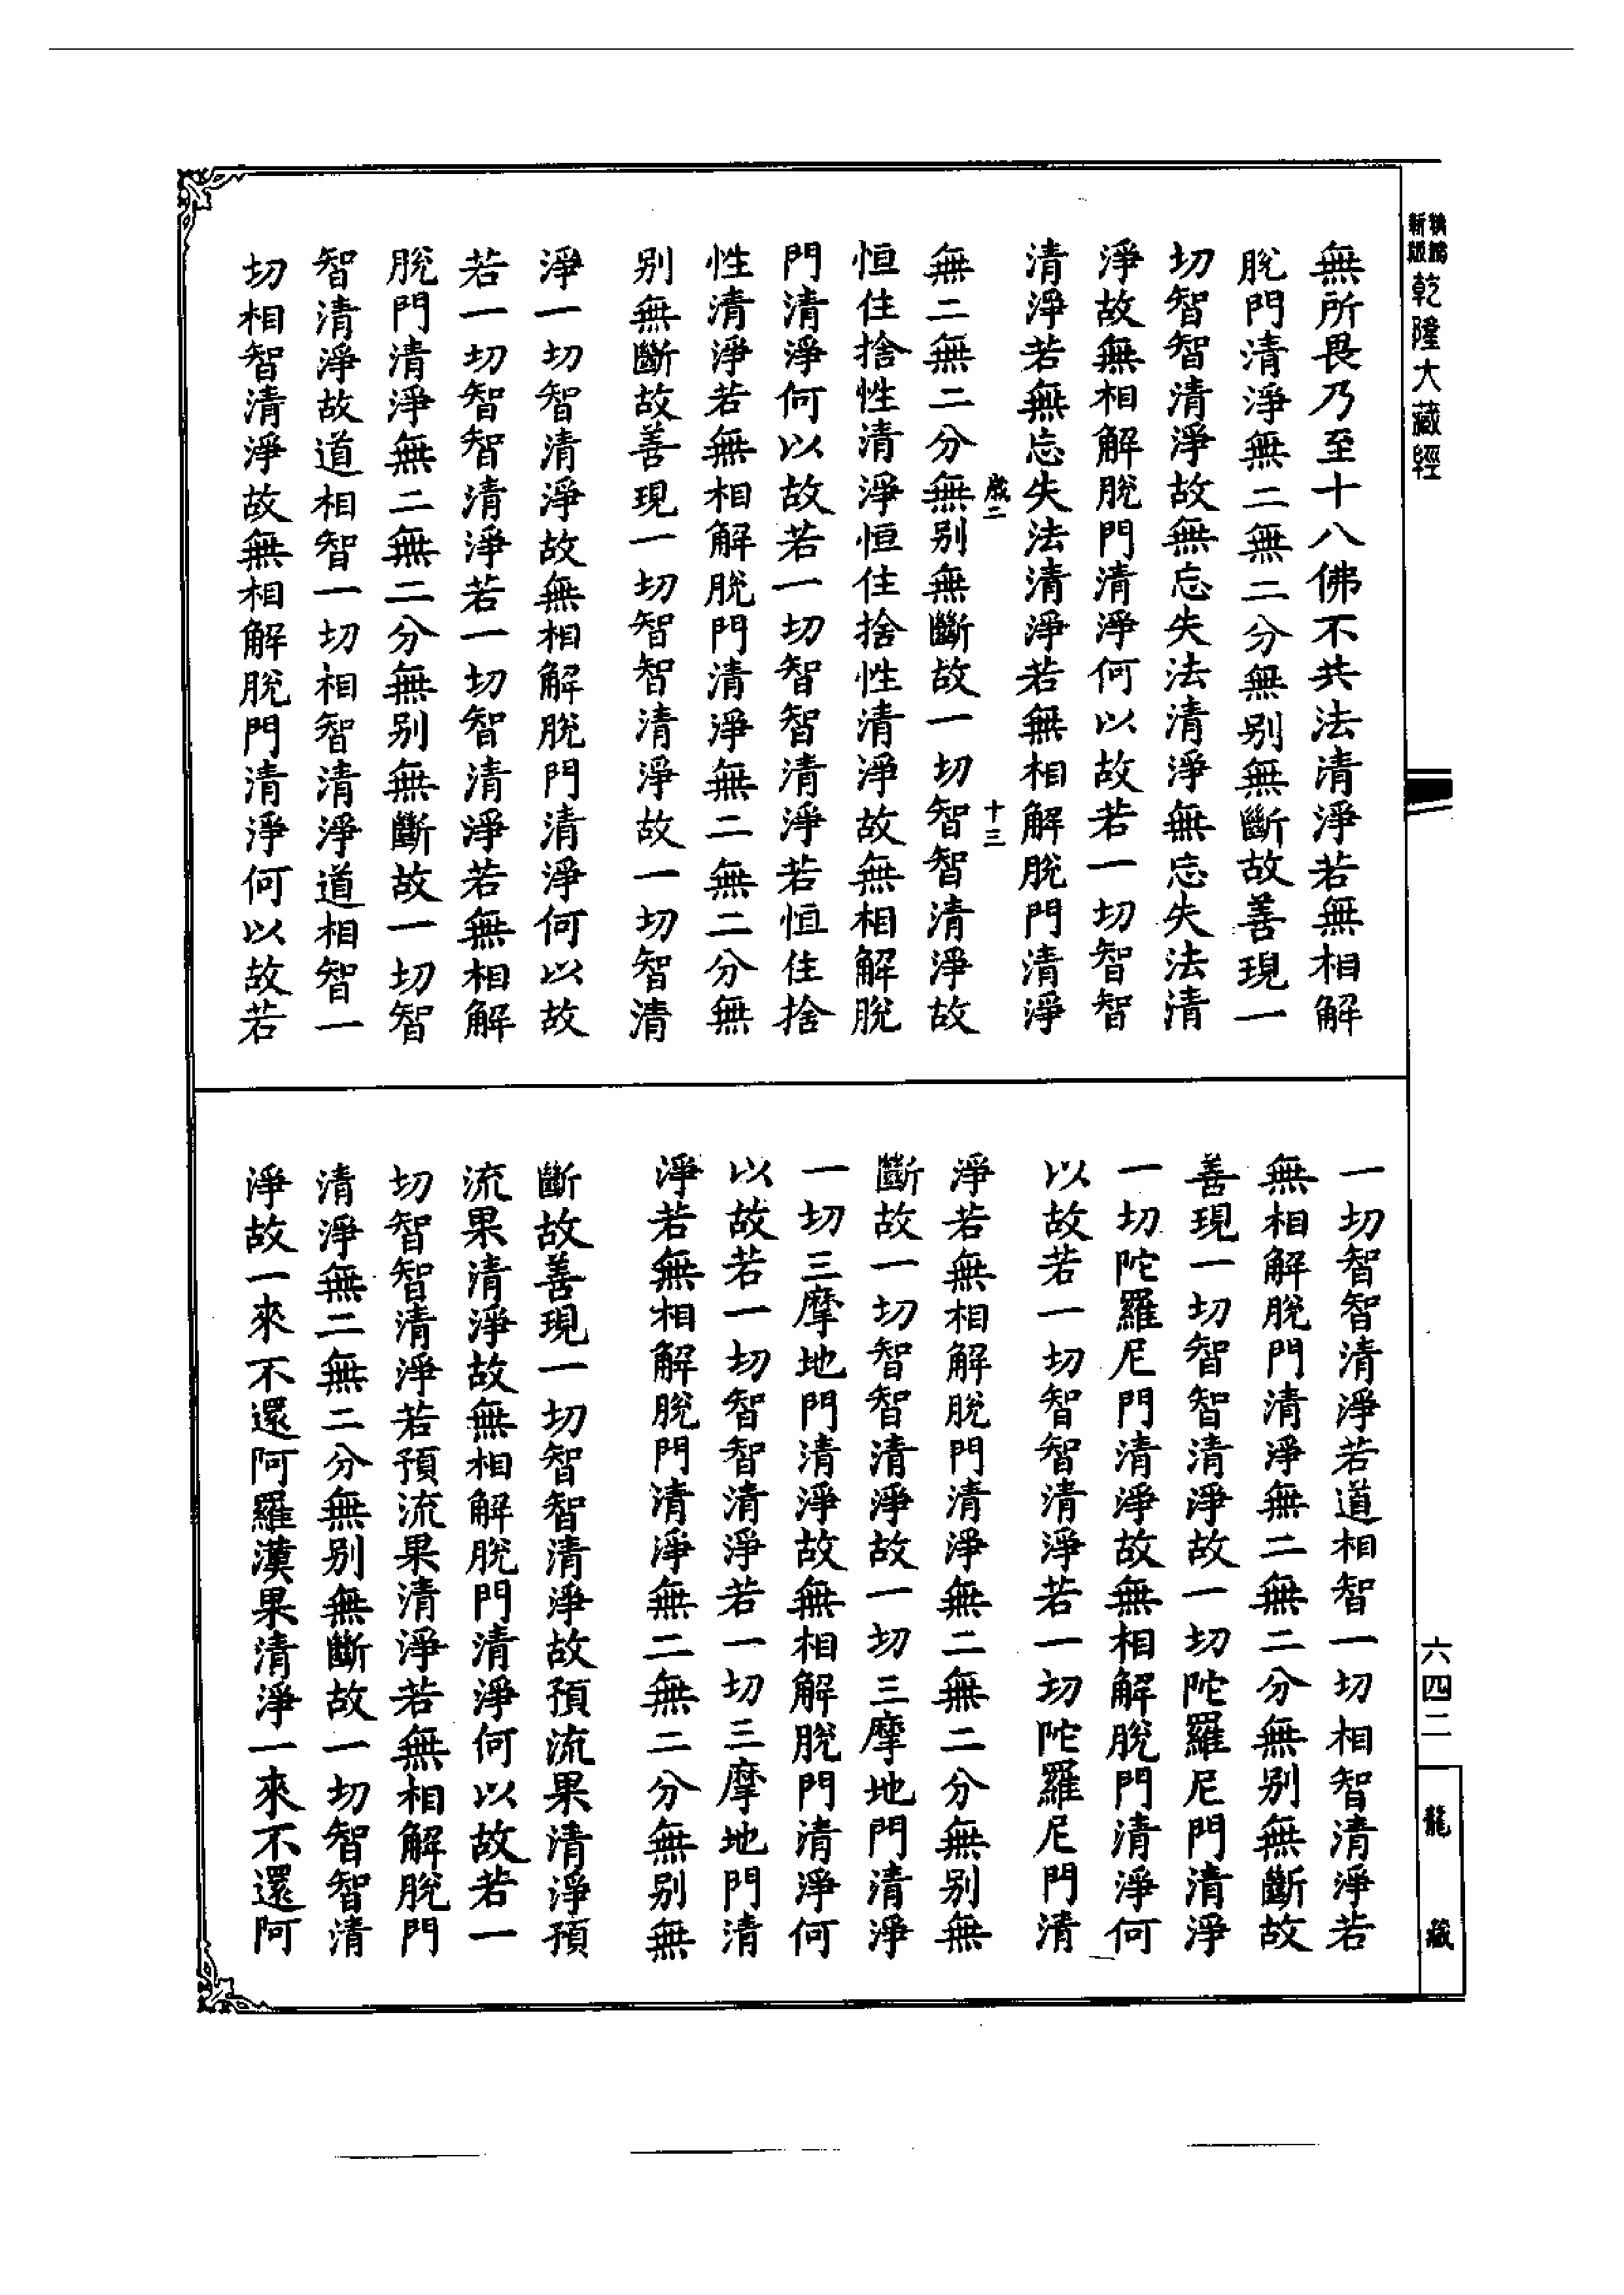 新版
乾隆大藏經
無所畏乃至十八佛不共法清淨若無相解
脫門清淨無二無二分無別無斷故善現一
切智智清淨故無忘失法清淨無忘失法清
淨故無相解脫門清淨何以故若一切智智
清淨若無忘失法清淨若無相解脫門清淨
十三
無二無二分無別無斷故一切智智清淨故
恒住捨性清淨恒住捨性清淨故無相解脫
門清淨何以故若一切智智清淨若恒住捨
性清淨若無相解脫門清淨無二無二分無
別無斷故善現一切智智清淨故一切智清
淨一切智清淨故無相解脫門清淨何以故
若一切智智清淨若一切智清淨若無相解
脫門清淨無二無二分無別無斷故一切智
智清淨故道相智一切相智清淨道相智一
切相智清淨故無相解脫門清淨何以故若
一切智智清淨若道相智一切相智清淨若
無相解脫門清淨無二無二分無別無斷故
善現一切智智清淨故一切陀羅尼門清淨
一切陀羅尼門清淨故無相解脫門清淨何
以故若一切智智清淨若一切陀羅尼門清
淨若無相解脫門清淨無二無二分無別無
斷故一切智智清淨故一切三摩地門清淨
一切三摩地門清淨故無相解脫門清淨何
以故若一切智智清淨若一切三摩地門清
淨若無相解脫門清淨無二無二分無別無
斷故善現一切智智清淨故預流果清淨預
流果清淨故無相解脫門清淨何以故若一
切智智清淨若預流果清淨若無相解脫門
清淨無二無二分無別無斷故一切智智清
淨故一來不還阿羅漢果清淨一來不還阿
六四二
龍藏